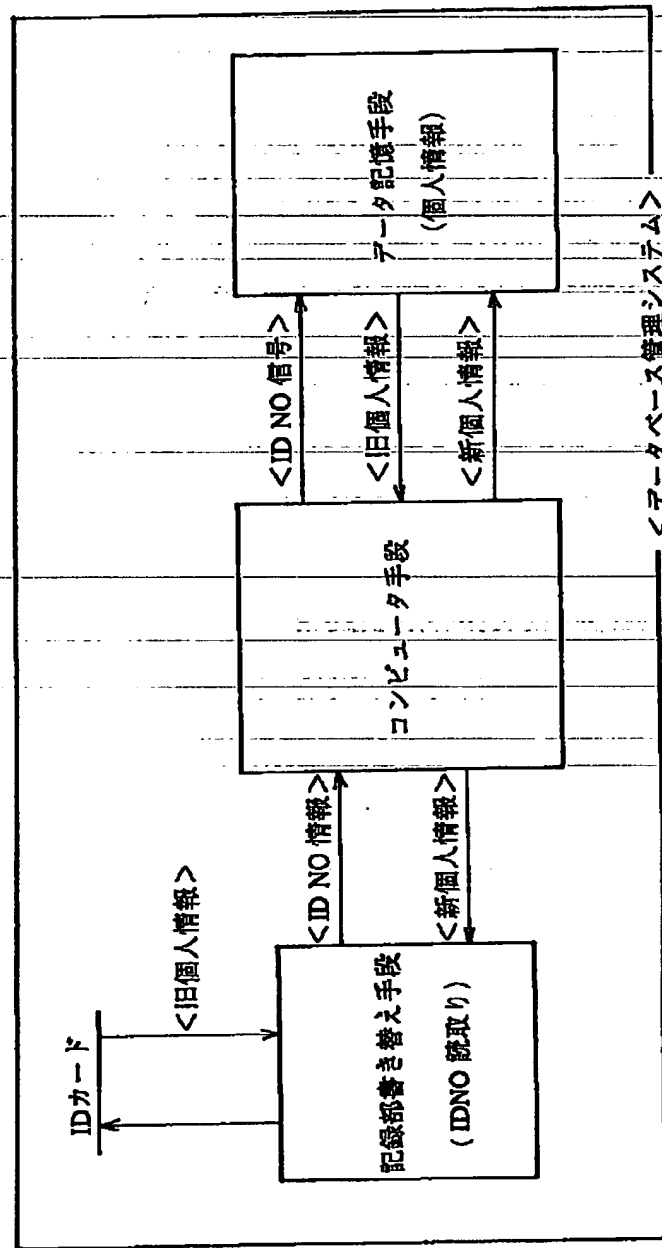 IDカード
<旧個人情報>
記録部書き替え手段
(IDNO 読取り)
<ID NO 情報>
<新個人情報>
コンピュータ手段
<ID NO 信号>
<旧個人情報>
<新個人情報>
データ記憶手段
(個人情報)
<データベース管理システム>